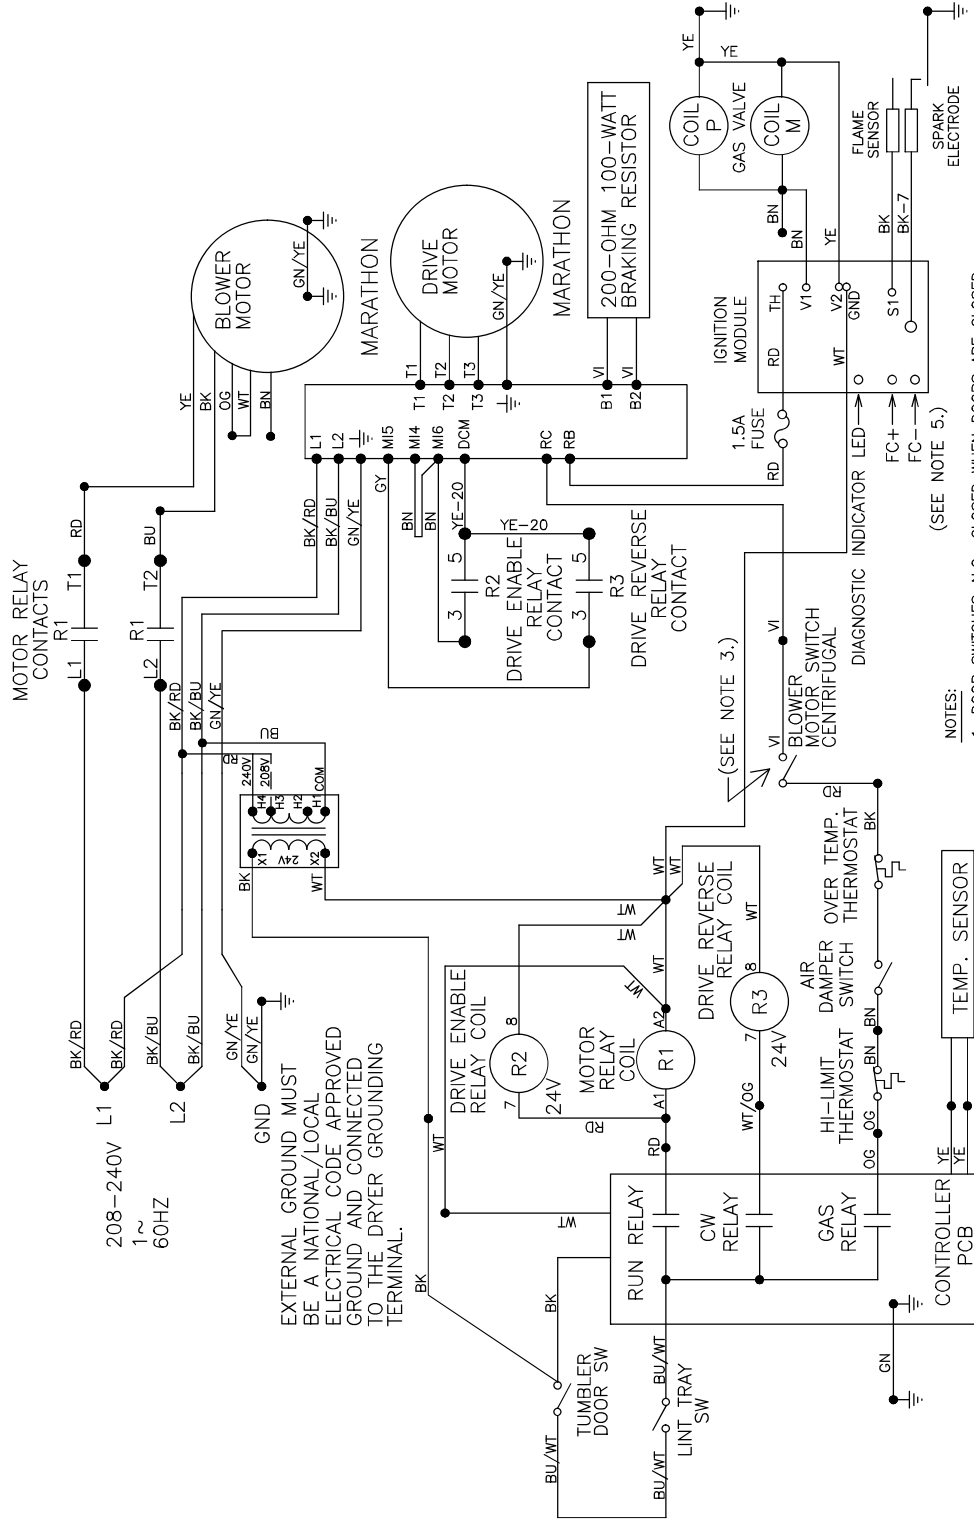 MOTOR RELAY
CONTACTS
R1
L1
T1
RD
YE
R1
L2
T2
BU
BK
OG
WT
BN
BLOWER
MOTOR
GN/YE
MARATHON
DRIVE
MOTOR
GN/YE
MARATHON
200-OHM 100-WATT
BRAKING RESISTOR
T1
T2
T3
T1
T2
T3
VI
VI
B1
B2
L1
L2
MI5
MI4
MI6
DCM
RC
RB
BK/RD
BK/BU
GN/YE
GY
BN
BN
YE-20
YE-20
3
5
R2
DRIVE ENABLE
RELAY
CONTACT
3
5
R3
DRIVE REVERSE
RELAY
CONTACT
BK/RD
BK/BU
GN/YE
BU
RD
240V
208V
COM
H4
H3
H2
H1
X1
24V
X2
BK
WT
BK/RD
BK/RD
BK/BU
BK/BU
GN/YE
GN/YE
L1
L2
GND
208-240V
1~
60HZ
EXTERNAL GROUND MUST
BE A NATIONAL/LOCAL
ELECTRICAL CODE APPROVED
GROUND AND CONNECTED
TO THE DRYER GROUNDING
TERMINAL.
DRIVE ENABLE
RELAY COIL
7
R2
8
24V
RD
MOTOR
RELAY
COIL
A1
R1
A2
RD
WT
WT
WT
WT
WT
WT
WT
WT
DRIVE REVERSE
RELAY COIL
7
R3
8
24V
WT/OG
WT
HI-LIMIT
THERMOSTAT
OG
OG
BN
BN
AIR
DAMPER
SWITCH
OVER TEMP.
THERMOSTAT
BK
RD
BLOWER
MOTOR SWITCH
CENTRIFUGAL
VI
VI
(SEE NOTE 3.)
1.5A
FUSE
RD
RD
IGNITION
MODULE
TH
V1
V2
GND
S1
WT
DIAGNOSTIC INDICATOR LED
FC+
FC-
(SEE NOTE 5.)
BN
BN
YE
YE
YE
COIL
P
GAS VALVE
COIL
M
FLAME
SENSOR
BK
BK-7
SPARK
ELECTRODE
BK
BK
BU/WT
TUMBLER
DOOR SW
BU/WT
BU/WT
LINT TRAY
SW
RUN RELAY
CW
RELAY
GAS
RELAY
CONTROLLER
PCB
GN
YE
YE
TEMP. SENSOR
NOTES: